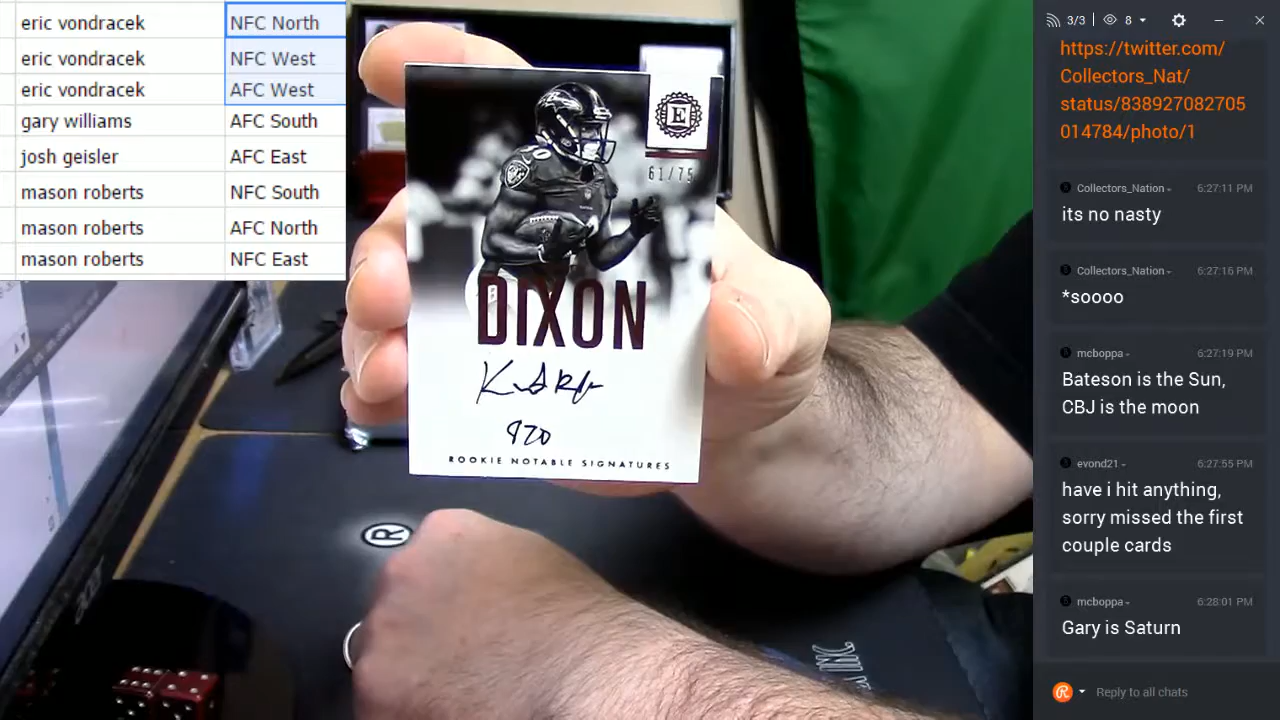 eric vondracek NFC North
eric vondracek NFC West
eric vondracek AFC West
gary williams AFC South
josh geisler AFC East
mason roberts NFC South
mason roberts AFC North
mason roberts NFC East
E
61/75
DIXON
ROOKIE NOTABLE SIGNATURES
®
3/3 8
https://twitter.com/
Collectors_Nat/
status/838927082705
014784/photo/1
Collectors_Nation 6:27:11 PM
its no nasty
Collectors_Nation 6:27:16 PM
*soooo
mcboppa 6:27:19 PM
Bateson is the Sun,
CBJ is the moon
evond21 6:27:55 PM
have i hit anything,
sorry missed the first
couple cards
mcboppa 6:28:01 PM
Gary is Saturn
Reply to all chats